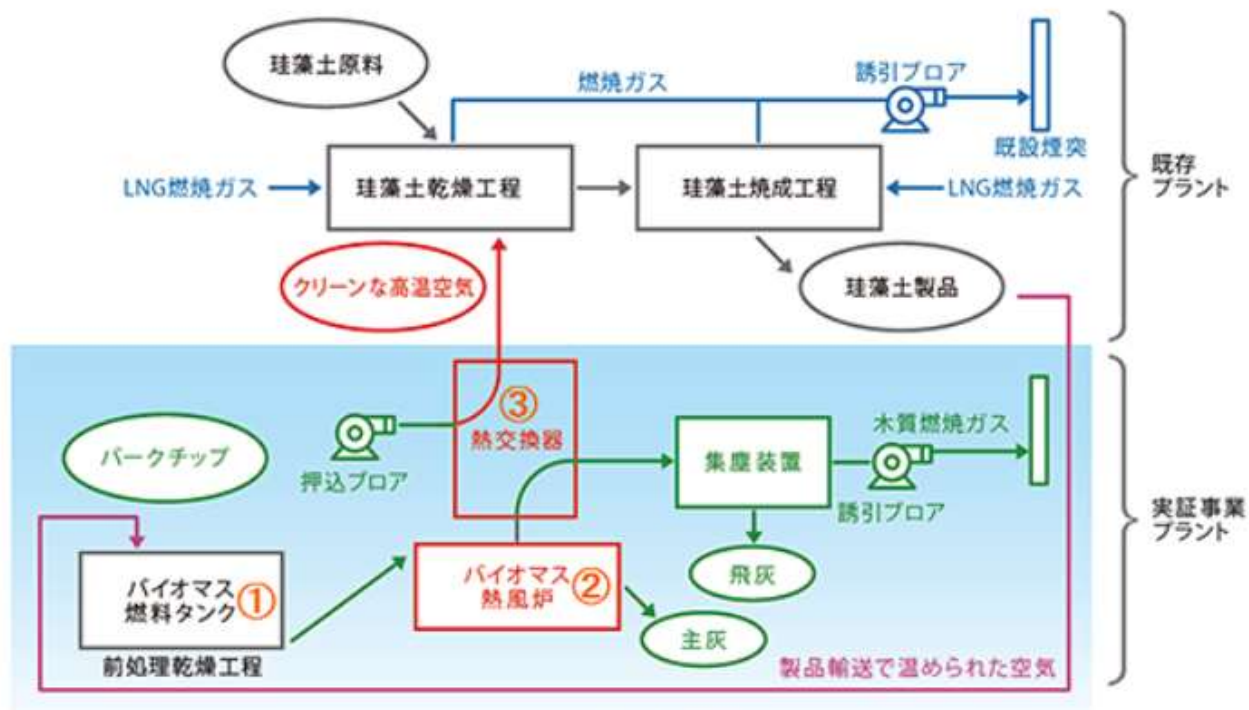 珪藻土原料
燃焼ガス
誘引ブロア
既設煙突
LNG燃焼ガス
珪藻土乾燥工程
珪藻土焼成工程
LNG燃焼ガス
既存
プラント
クリーンな高温空気
珪藻土製品
③
熱交換器
バークチップ
押込ブロア
集塵装置
木質燃焼ガス
誘引ブロア
実証事業
プラント
バイオマス
燃料タンク
①
バイオマス
熱風炉
②
飛灰
主灰
前処理乾燥工程
製品輸送で温められた空気